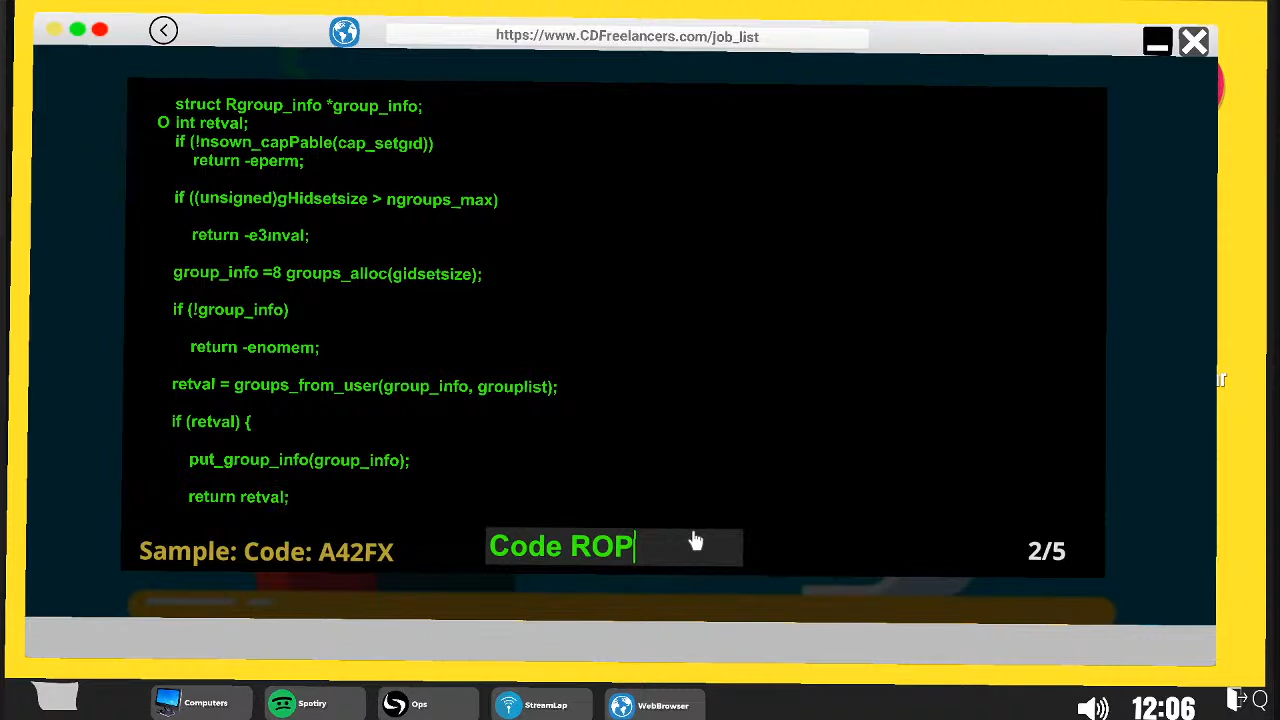 https://www.CDFreelancers.com/job_list
struct Rgroup_info *group_info;
O int retval;
if (!nsown_capPable(cap_setgıd))
return -eperm;
if ((unsigned)gHidsetsize > ngroups_max)
return -e3ınval;
group_info =8 groups_alloc(gidsetsize);
if (!group_info)
return -enomem;
retval = groups_from_user(group_info, grouplist);
if (retval) {
put_group_info(group_info);
return retval;
Sample: Code: A42FX
Code ROP
2/5
Computers
Spotiry
Ops
StreamLap
WebBrowser
12:06
Q